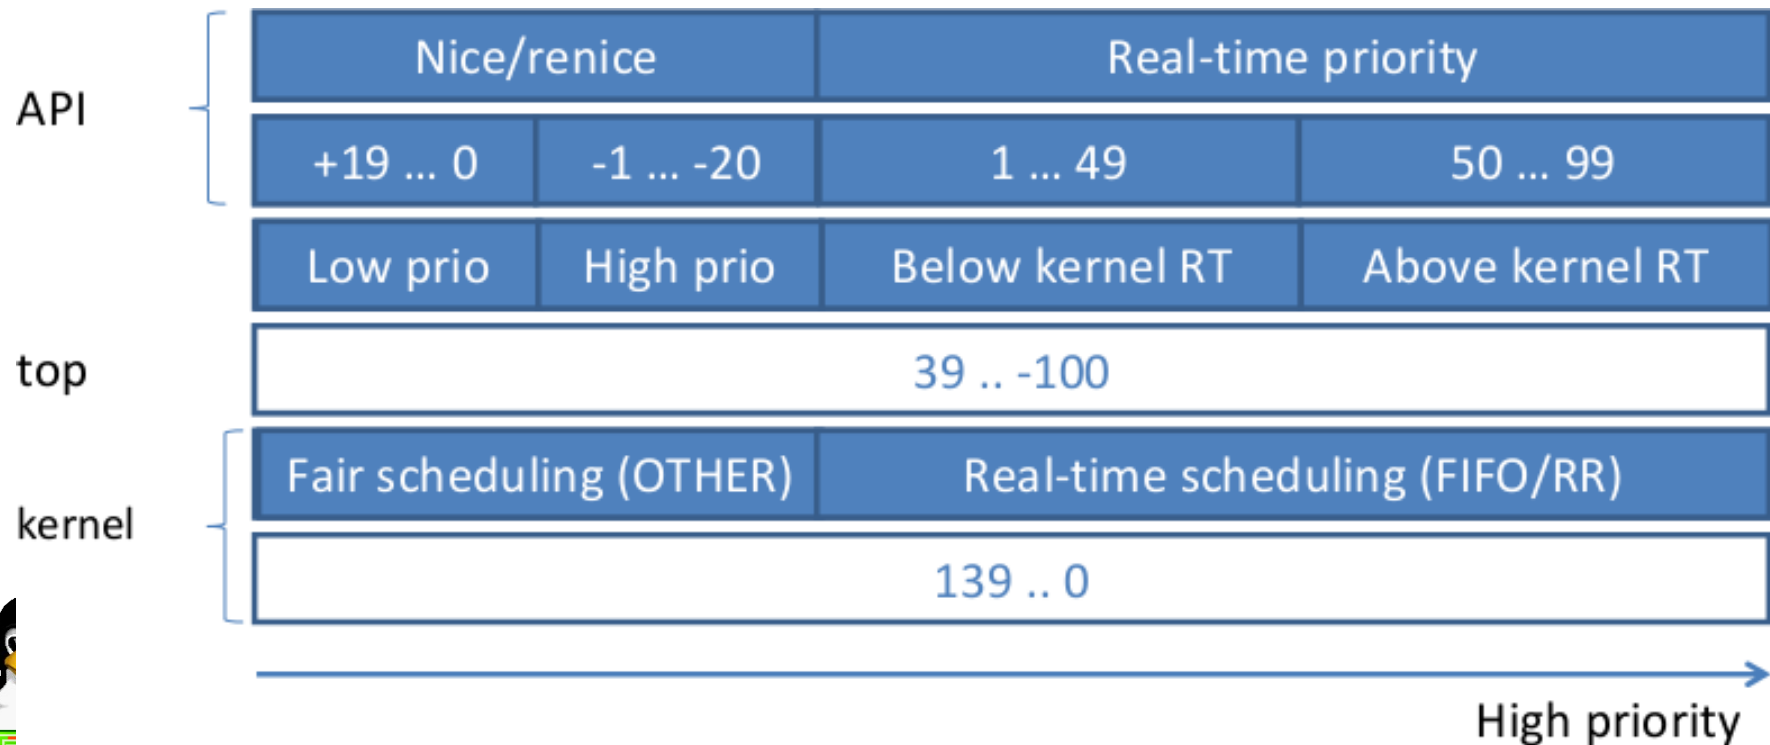 API
Nice/renice
Real-time priority
+19 ... 0
-1 ... -20
1 ... 49
50 ... 99
Low prio
High prio
Below kernel RT
Above kernel RT
top
39 .. -100
kernel
Fair scheduling (OTHER)
Real-time scheduling (FIFO/RR)
139 .. 0
High priority